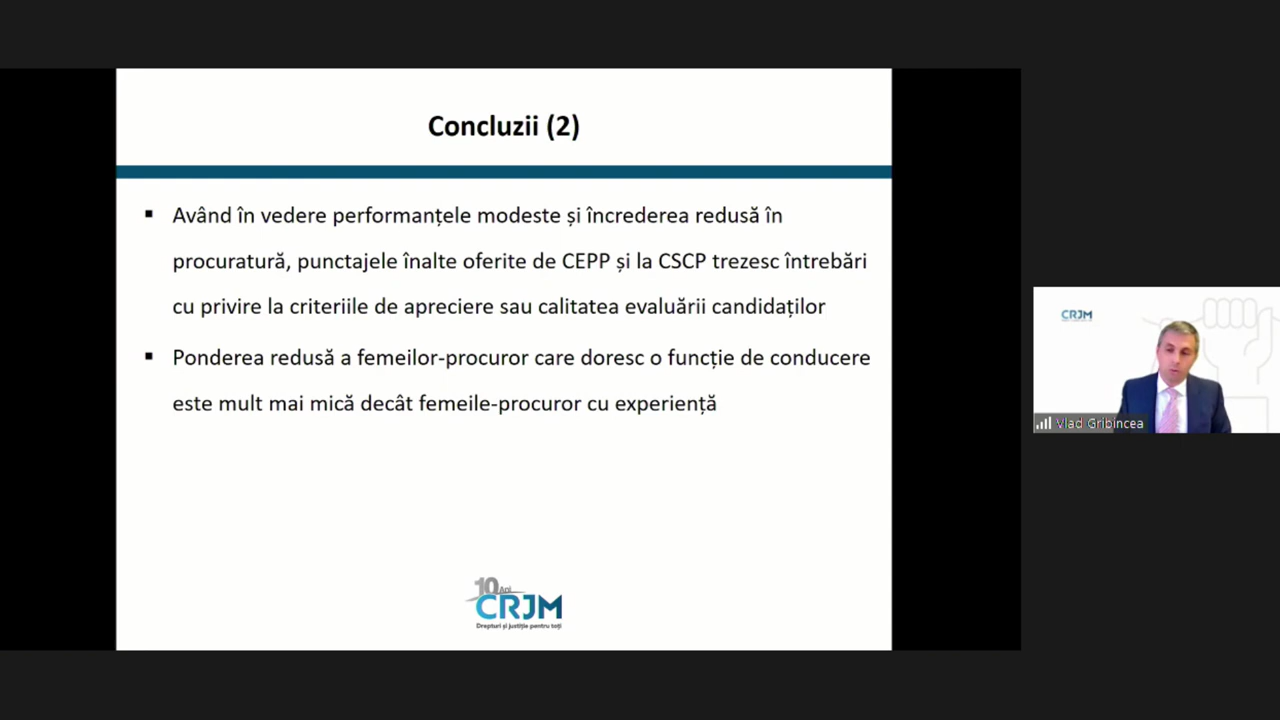 Concluzii (2)
▪ Având în vedere performanțele modeste și încrederea redusă în
procuratură, punctajele înalte oferite de CEPP și la CSCP trezesc întrebări
cu privire la criteriile de apreciere sau calitatea evaluării candidaților
▪ Ponderea redusă a femeilor-procuror care doresc o funcție de conducere
este mult mai mică decât femeile-procuror cu experiență
10 Ani
CRJM
Drepturi și justiție pentru toți
CRJM
Vlad Gribincea